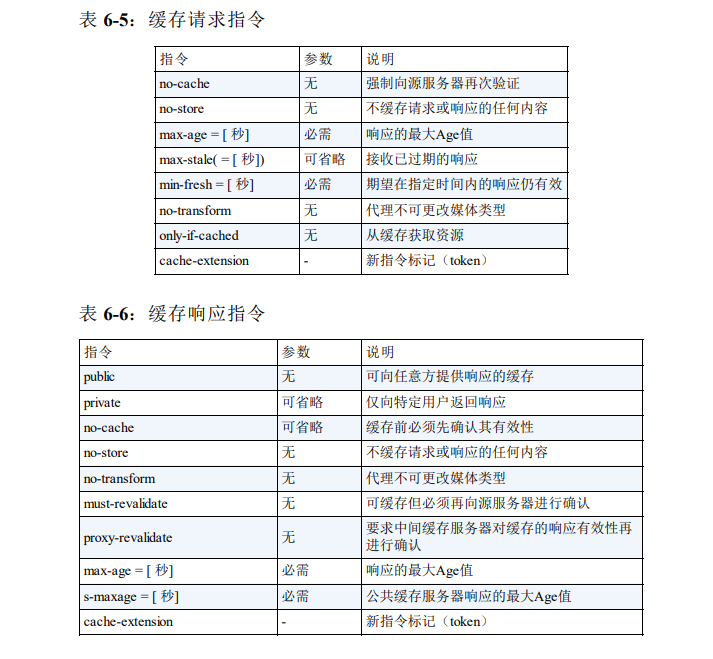 表 6-5：缓存请求指令
指令 参数 说明
no-cache 无 强制向源服务器再次验证
no-store 无 不缓存请求或响应的任何内容
max-age = [ 秒] 必需 响应的最大Age值
max-stale( = [ 秒]) 可省略 接收已过期的响应
min-fresh = [ 秒] 必需 期望在指定时间内的响应仍有效
no-transform 无 代理不可更改媒体类型
only-if-cached 无 从缓存获取资源
cache-extension - 新指令标记（token）
表 6-6：缓存响应指令
指令 参数 说明
public 无 可向任意方提供响应的缓存
private 可省略 仅向特定用户返回响应
no-cache 可省略 缓存前必须先确认其有效性
no-store 无 不缓存请求或响应的任何内容
no-transform 无 代理不可更改媒体类型
must-revalidate 无 可缓存但必须再向源服务器进行确认
proxy-revalidate 无 要求中间缓存服务器对缓存的响应有效性再
进行确认
max-age = [ 秒] 必需 响应的最大Age值
s-maxage = [ 秒] 必需 公共缓存服务器响应的最大Age值
cache-extension - 新指令标记（token）